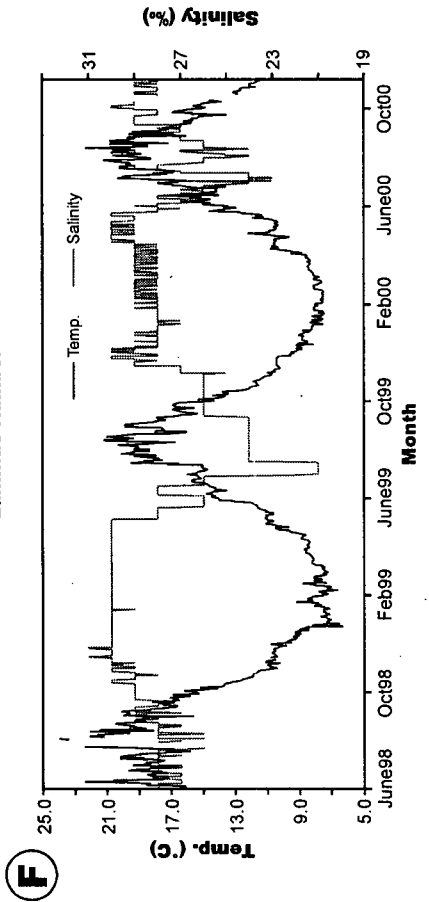 F
Temp. Salinity
Temp. (°C)
25.0
21.0
17.0
13.0
9.0
5.0
Salinity (‰)
31
27
23
19
June98
Oct98
Feb99
June99
Oct99
Feb00
June00
Oct00
Month